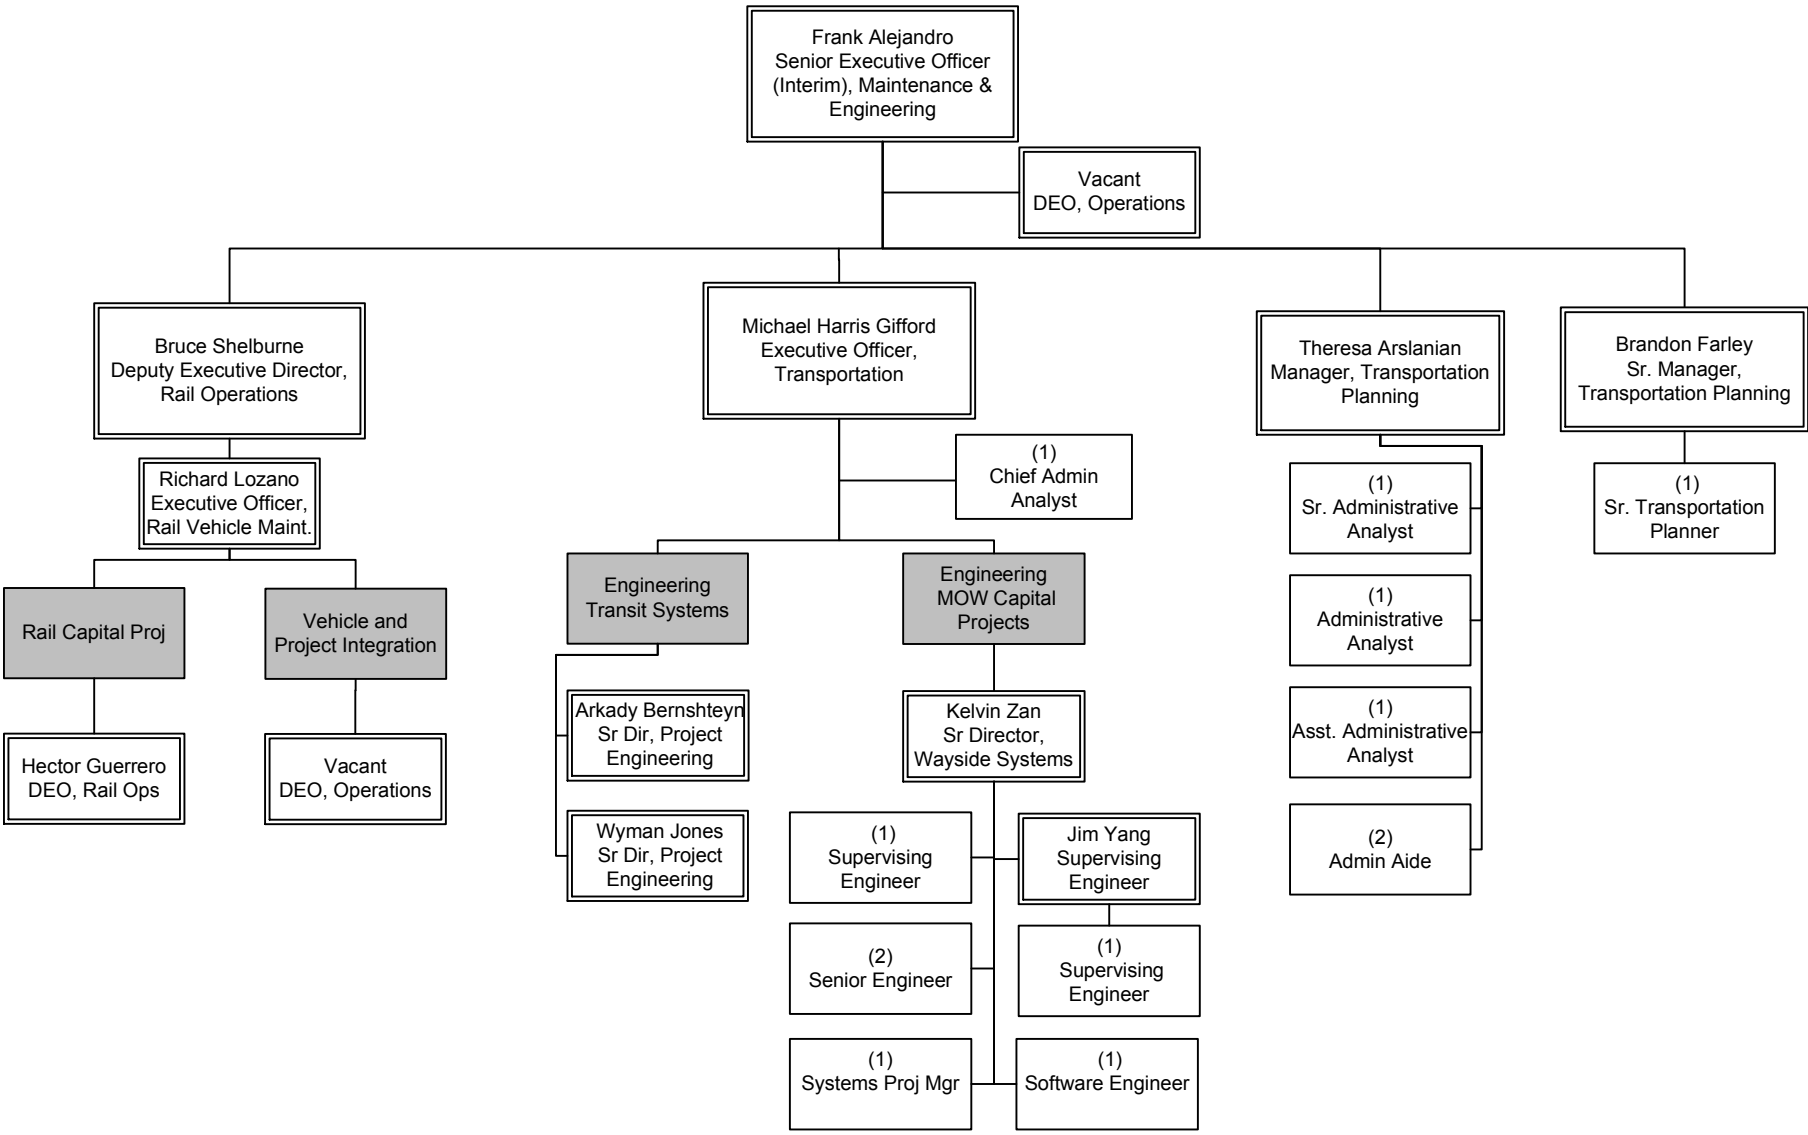 Frank Alejandro
Senior Executive Officer
(Interim), Maintenance &
Engineering
Vacant
DEO, Operations
Bruce Shelburne
Deputy Executive Director,
Rail Operations
Richard Lozano
Executive Officer,
Rail Vehicle Maint.
Rail Capital Proj
Hector Guerrero
DEO, Rail Ops
Vehicle and
Project Integration
Vacant
DEO, Operations
Michael Harris Gifford
Executive Officer,
Transportation
(1)
Chief Admin
Analyst
Engineering
Transit Systems
Arkady Bernshteyn
Sr Dir, Project
Engineering
Wyman Jones
Sr Dir, Project
Engineering
Engineering
MOW Capital
Projects
Kelvin Zan
Sr Director,
Wayside Systems
(1)
Supervising
Engineer
Jim Yang
Supervising
Engineer
(2)
Senior Engineer
(1)
Supervising
Engineer
(1)
Systems Proj Mgr
(1)
Software Engineer
Theresa Arslanian
Manager, Transportation
Planning
(1)
Sr. Administrative
Analyst
(1)
Administrative
Analyst
(1)
Asst. Administrative
Analyst
(2)
Admin Aide
Brandon Farley
Sr. Manager,
Transportation Planning
(1)
Sr. Transportation
Planner